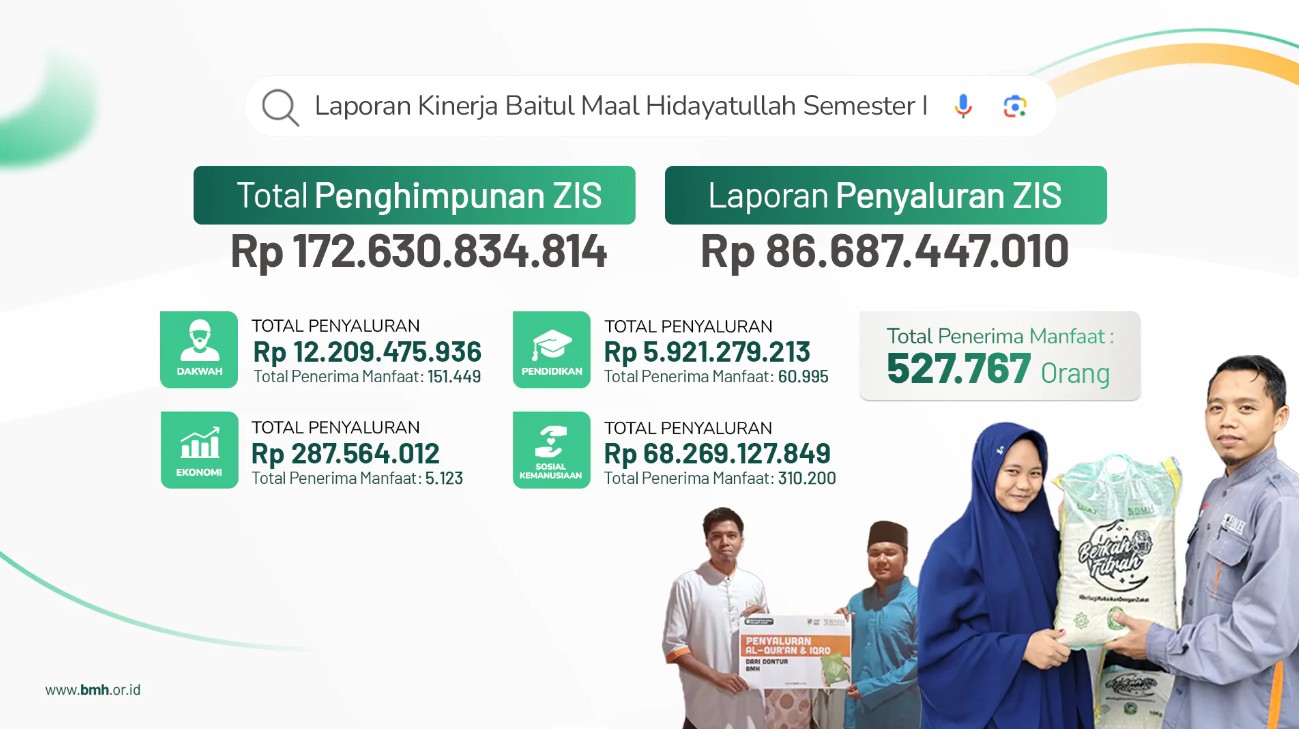 Laporan Kinerja Baitul Maal Hidayatullah Semester I
Total Penghimpunan ZIS
Rp 172.630.834.814
Laporan Penyaluran ZIS
Rp 86.687.447.010
DAKWAH
TOTAL PENYALURAN
Rp 12.209.475.936
Total Penerima Manfaat: 151.449
PENDIDIKAN
TOTAL PENYALURAN
Rp 5.921.279.213
Total Penerima Manfaat: 60.995
Total Penerima Manfaat :
527.767 Orang
EKONOMI
TOTAL PENYALURAN
Rp 287.564.012
Total Penerima Manfaat: 5.123
SOSIAL
KEMANUSIAAN
TOTAL PENYALURAN
Rp 68.269.127.849
Total Penerima Manfaat: 310.200
Berkah
Fitrah
PENYALURAN
AL-QUR'AN & IQRO
DARI DONTUR
BMH
www.bmh.or.id